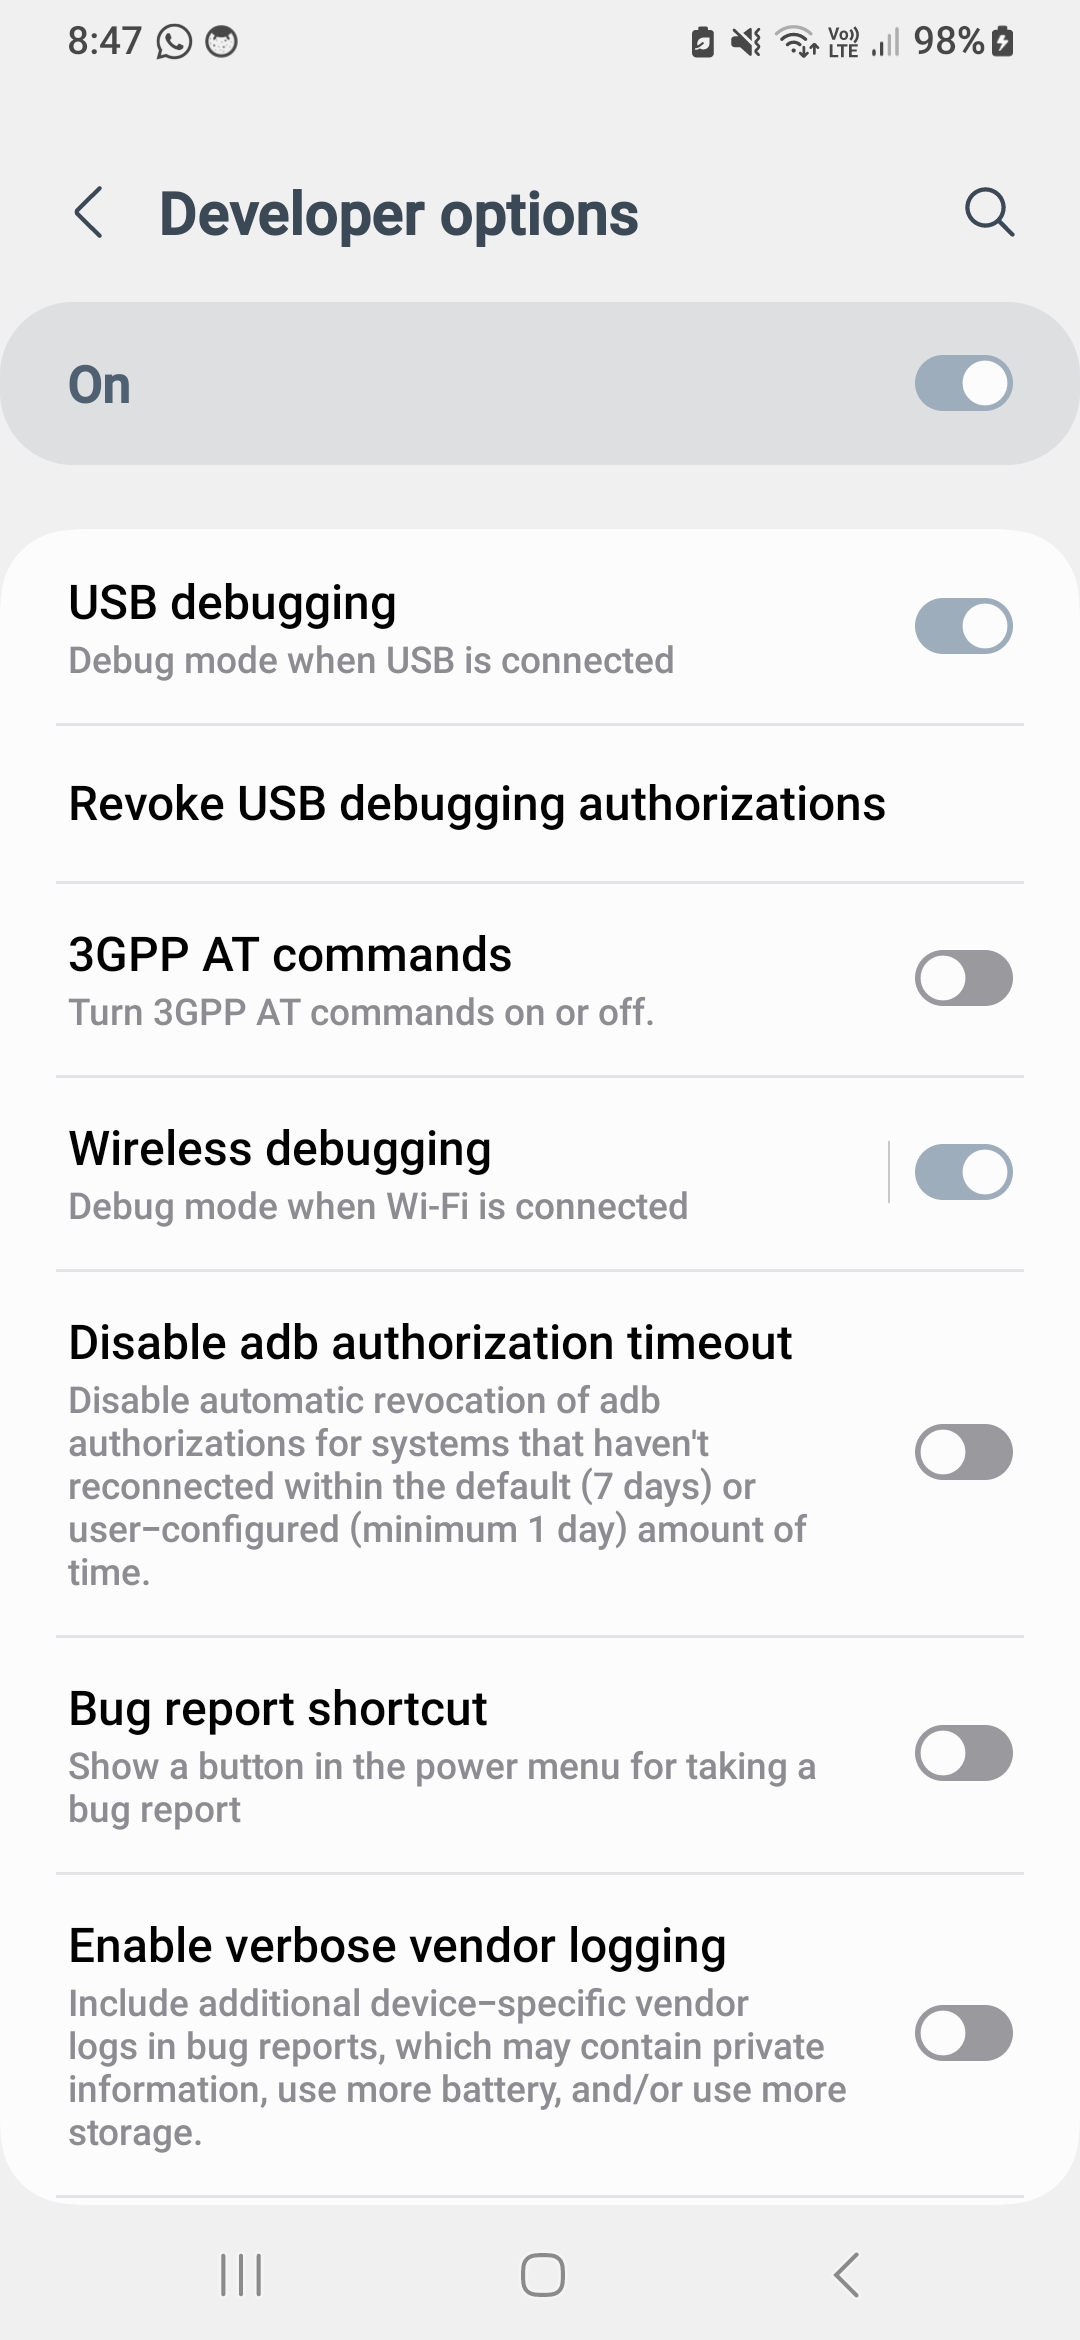 8:47
Vo)) LTE
98%
Developer options
On
USB debugging
Debug mode when USB is connected
Revoke USB debugging authorizations
3GPP AT commands
Turn 3GPP AT commands on or off.
Wireless debugging
Debug mode when Wi-Fi is connected
Disable adb authorization timeout
Disable automatic revocation of adb
authorizations for systems that haven't
reconnected within the default (7 days) or
user-configured (minimum 1 day) amount of
time.
Bug report shortcut
Show a button in the power menu for taking a
bug report
Enable verbose vendor logging
Include additional device-specific vendor
logs in bug reports, which may contain private
information, use more battery, and/or use more
storage.